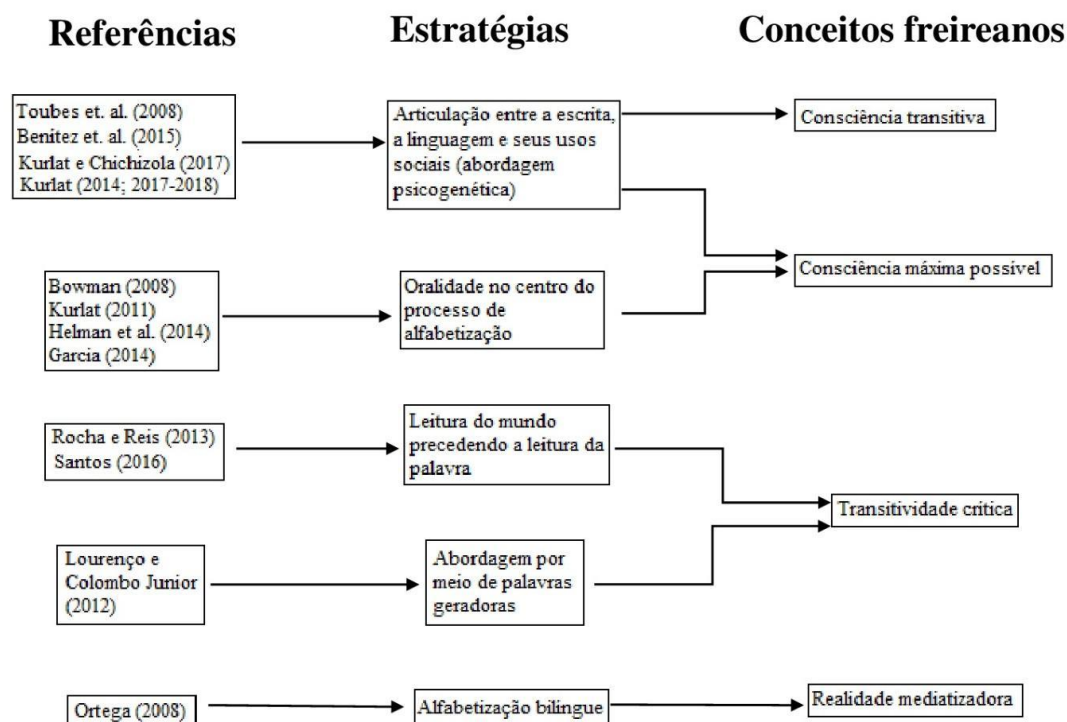 Referências
Estratégias
Conceitos freireanos
Toubes et. al. (2008)
Benitez et. al. (2015)
Kurlat e Chichizola (2017)
Kurlat (2014; 2017-2018)
Articulação entre a escrita,
a linguagem e seus usos
sociais (abordagem
psicogenética)
Consciência transitiva
Consciência máxima possível
Bowman (2008)
Kurlat (2011)
Helman et al. (2014)
Garcia (2014)
Oralidade no centro do
processo de
alfabetização
Rocha e Reis (2013)
Santos (2016)
Leitura do mundo
precedendo a leitura da
palavra
Transitividade crítica
Lourenço e
Colombo Junior
(2012)
Abordagem por
meio de palavras
geradoras
Ortega (2008)
Alfabetização bilingue
Realidade mediatizadora